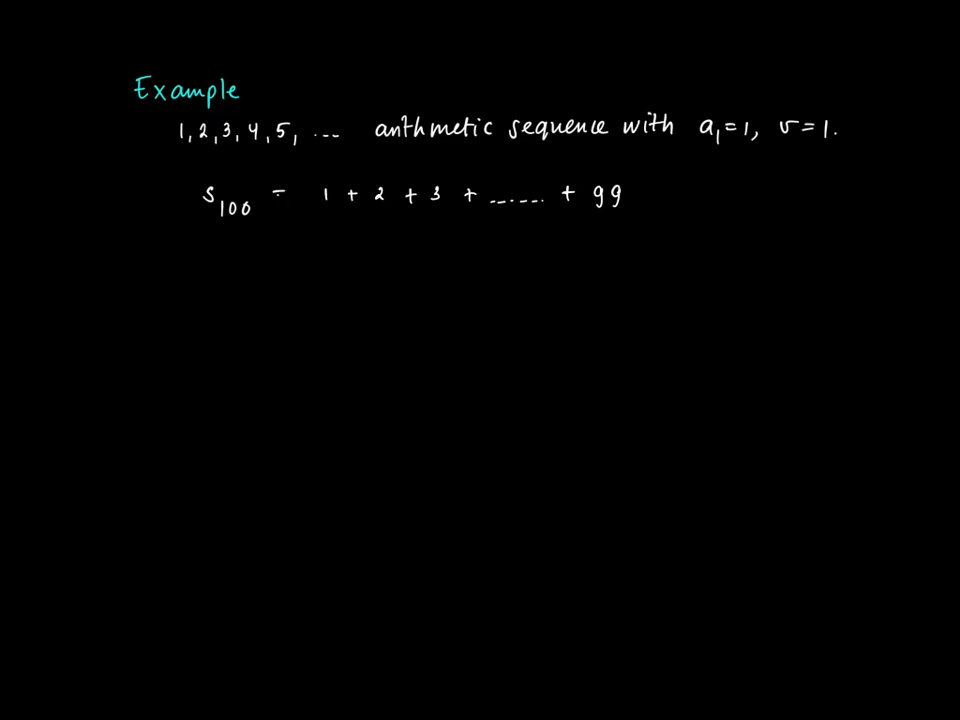 Example
1, 2, 3, 4, 5, ... arithmetic sequence with a₁ = 1, v = 1.
S₁₀₀ = 1 + 2 + 3 + ...... + 99